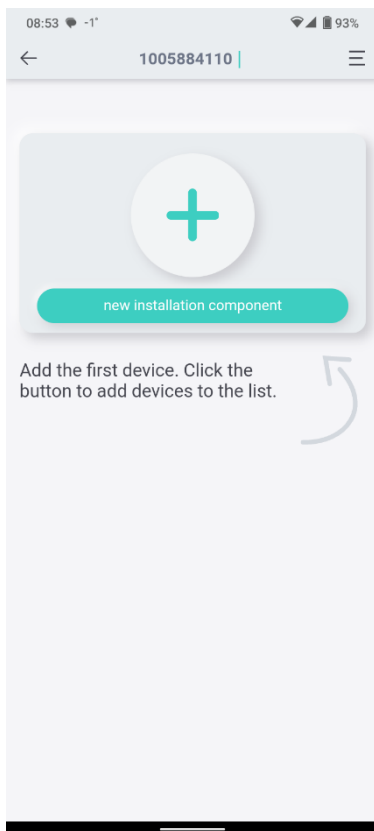 08:53 -1°
93%
1005884110
new installation component
Add the first device. Click the
button to add devices to the list.